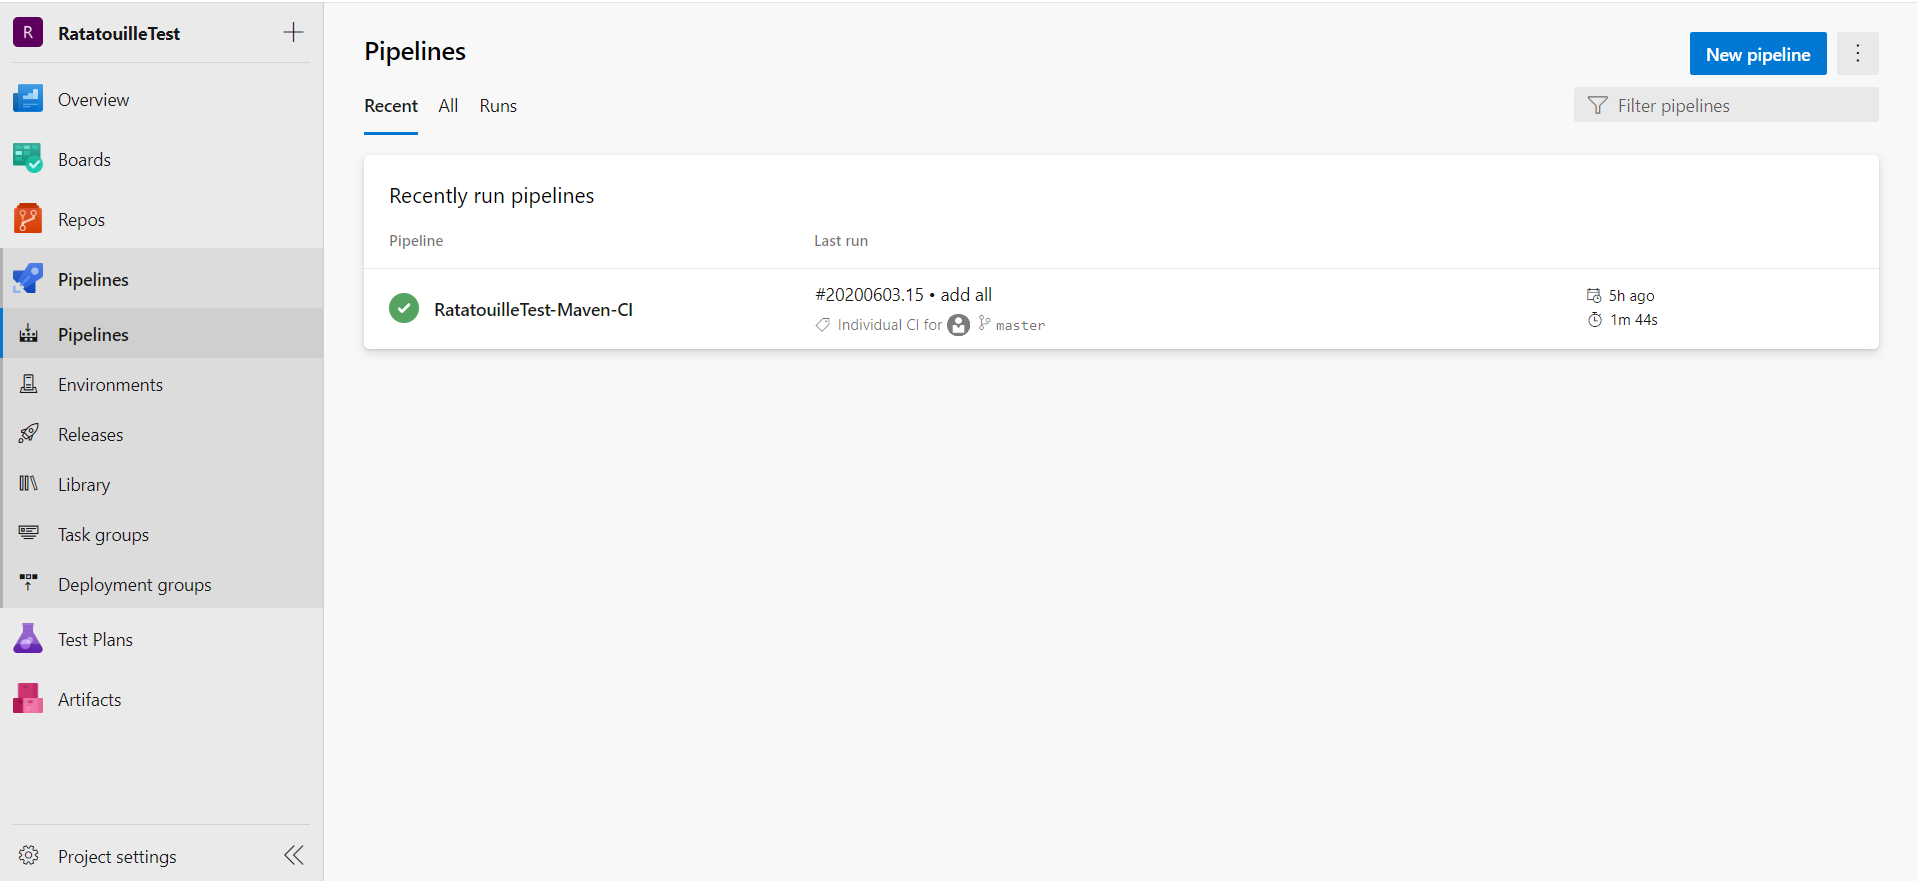 R RatatouilleTest
Overview
Boards
Repos
Pipelines
Pipelines
Environments
Releases
Library
Task groups
Deployment groups
Test Plans
Artifacts
Project settings
Pipelines
New pipeline
Recent All Runs
Filter pipelines
Recently run pipelines
Pipeline Last run
RatatouilleTest-Maven-CI
#20200603.15 • add all
Individual CI for master
5h ago
1m 44s